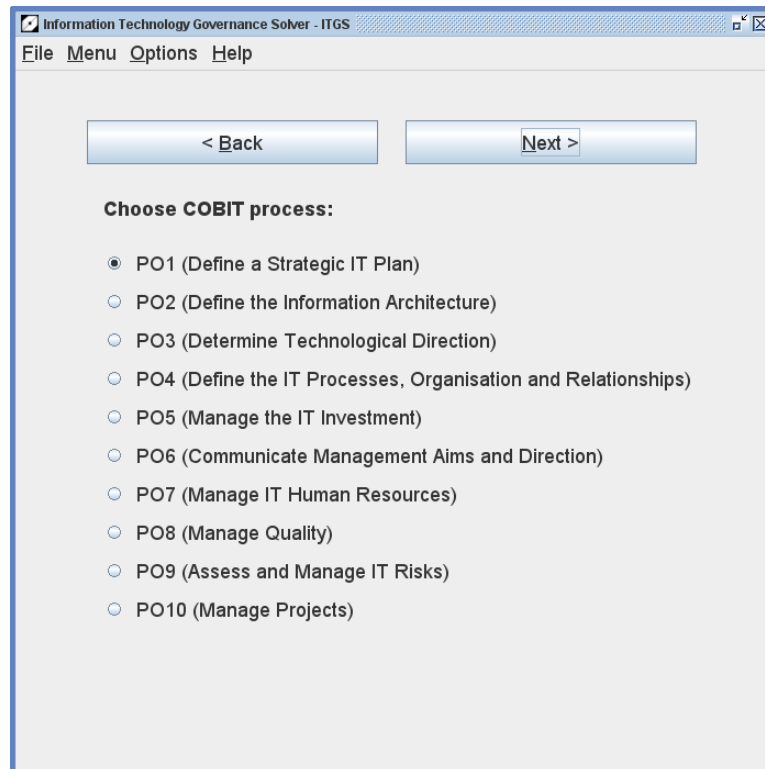 Information Technology Governance Solver - ITGS
File Menu Options Help
< Back Next >
Choose COBIT process:
PO1 (Define a Strategic IT Plan)
PO2 (Define the Information Architecture)
PO3 (Determine Technological Direction)
PO4 (Define the IT Processes, Organisation and Relationships)
PO5 (Manage the IT Investment)
PO6 (Communicate Management Aims and Direction)
PO7 (Manage IT Human Resources)
PO8 (Manage Quality)
PO9 (Assess and Manage IT Risks)
PO10 (Manage Projects)